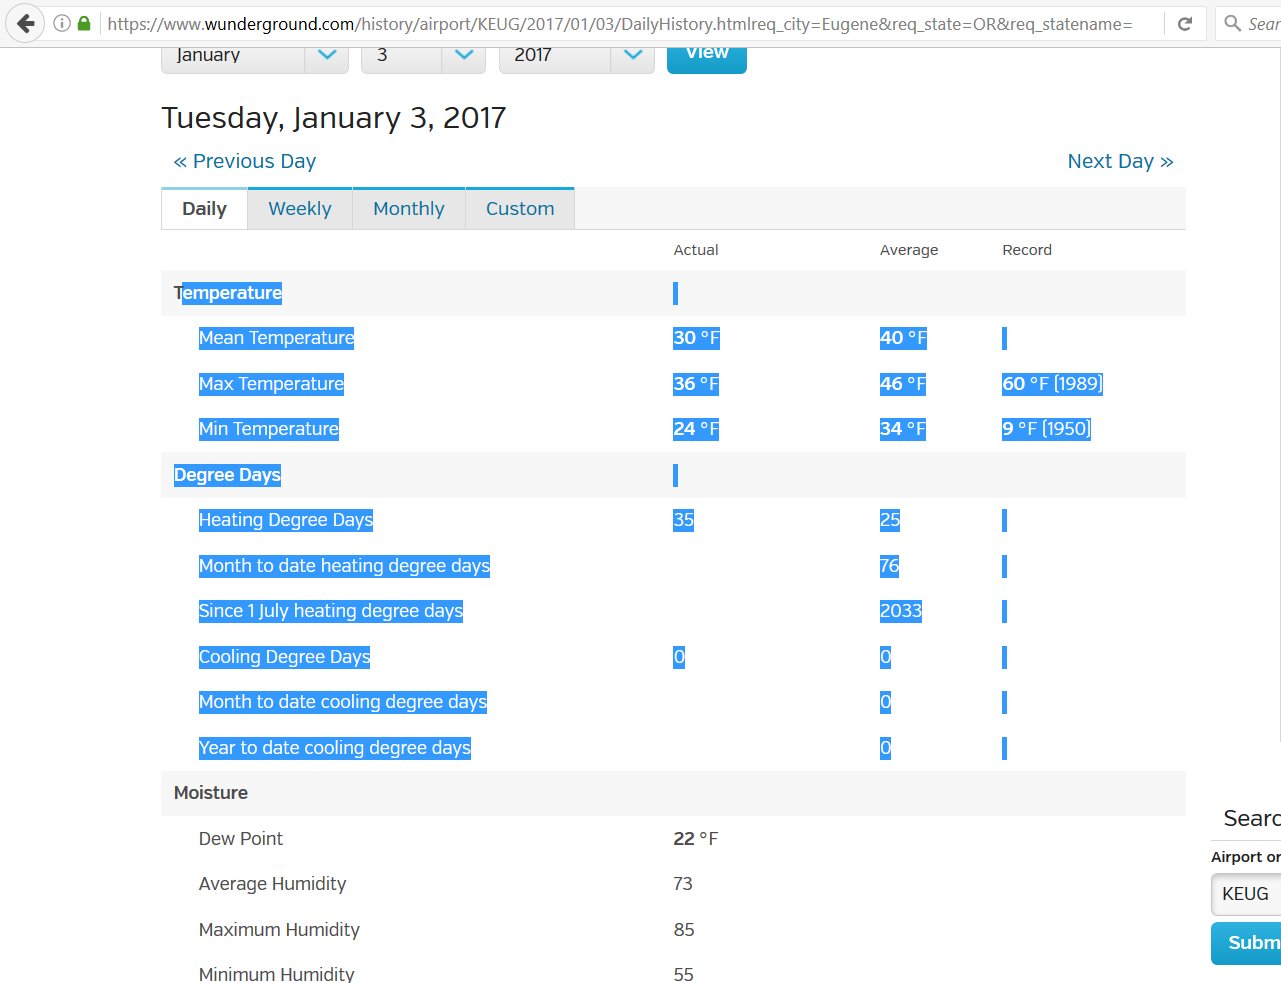 https://www.wunderground.com/history/airport/KEUG/2017/01/03/DailyHistory.htmlreq_city=Eugene&req_state=OR&req_statename= Sear
January 3 2017 View
Tuesday, January 3, 2017
« Previous Day Next Day »
Daily Weekly Monthly Custom
Actual Average Record
Temperature
Mean Temperature 30 °F 40 °F
Max Temperature 36 °F 46 °F 60 °F (1989)
Min Temperature 24 °F 34 °F 9 °F (1950)
Degree Days
Heating Degree Days 35 25
Month to date heating degree days 76
Since 1 July heating degree days 2033
Cooling Degree Days 0 0
Month to date cooling degree days 0
Year to date cooling degree days 0
Moisture
Searc
Dew Point 22 °F
Airport or
Average Humidity 73
KEUG
Maximum Humidity 85
Subm
Minimum Humidity 55